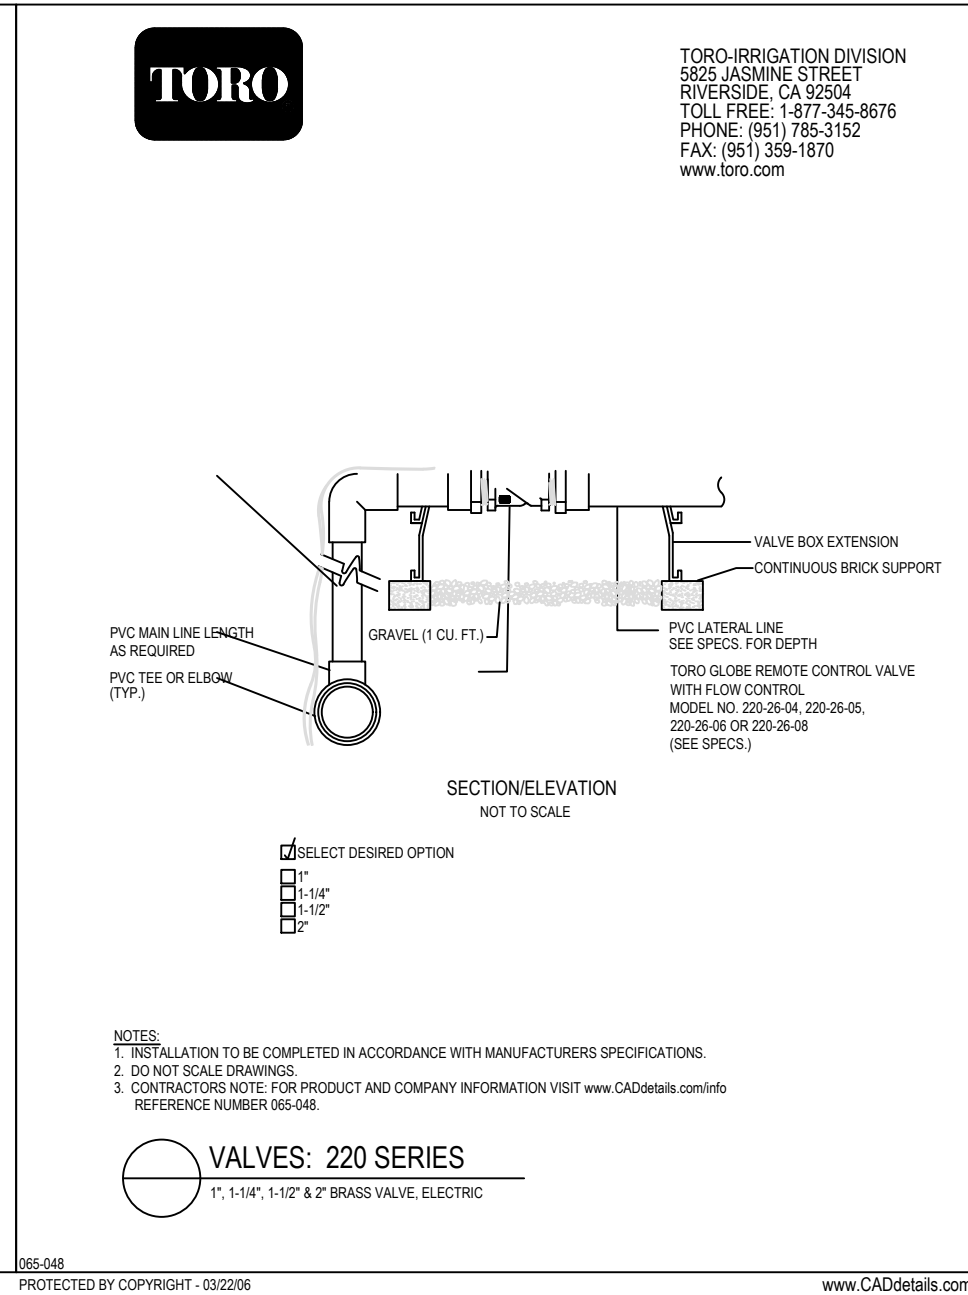 TORO
TORO-IRRIGATION DIVISION
5825 JASMINE STREET
RIVERSIDE, CA 92504
TOLL FREE: 1-877-345-8676
PHONE: (951) 785-3152
FAX: (951) 359-1870
www.toro.com
VALVE BOX EXTENSION
CONTINUOUS BRICK SUPPORT
PVC MAIN LINE LENGTH
AS REQUIRED
PVC TEE OR ELBOW
(TYP.)
GRAVEL (1 CU. FT.)
PVC LATERAL LINE
SEE SPECS. FOR DEPTH
TORO GLOBE REMOTE CONTROL VALVE
WITH FLOW CONTROL
MODEL NO. 220-26-04, 220-26-05,
220-26-06 OR 220-26-08
(SEE SPECS.)
SECTION/ELEVATION
NOT TO SCALE
SELECT DESIRED OPTION
1"
1-1/4"
1-1/2"
2"
NOTES:
1. INSTALLATION TO BE COMPLETED IN ACCORDANCE WITH MANUFACTURERS SPECIFICATIONS.
2. DO NOT SCALE DRAWINGS.
3. CONTRACTORS NOTE: FOR PRODUCT AND COMPANY INFORMATION VISIT www.CADdetails.com/info
REFERENCE NUMBER 065-048.
VALVES: 220 SERIES
1", 1-1/4", 1-1/2" & 2" BRASS VALVE, ELECTRIC
065-048
PROTECTED BY COPYRIGHT - 03/22/06
www.CADdetails.com